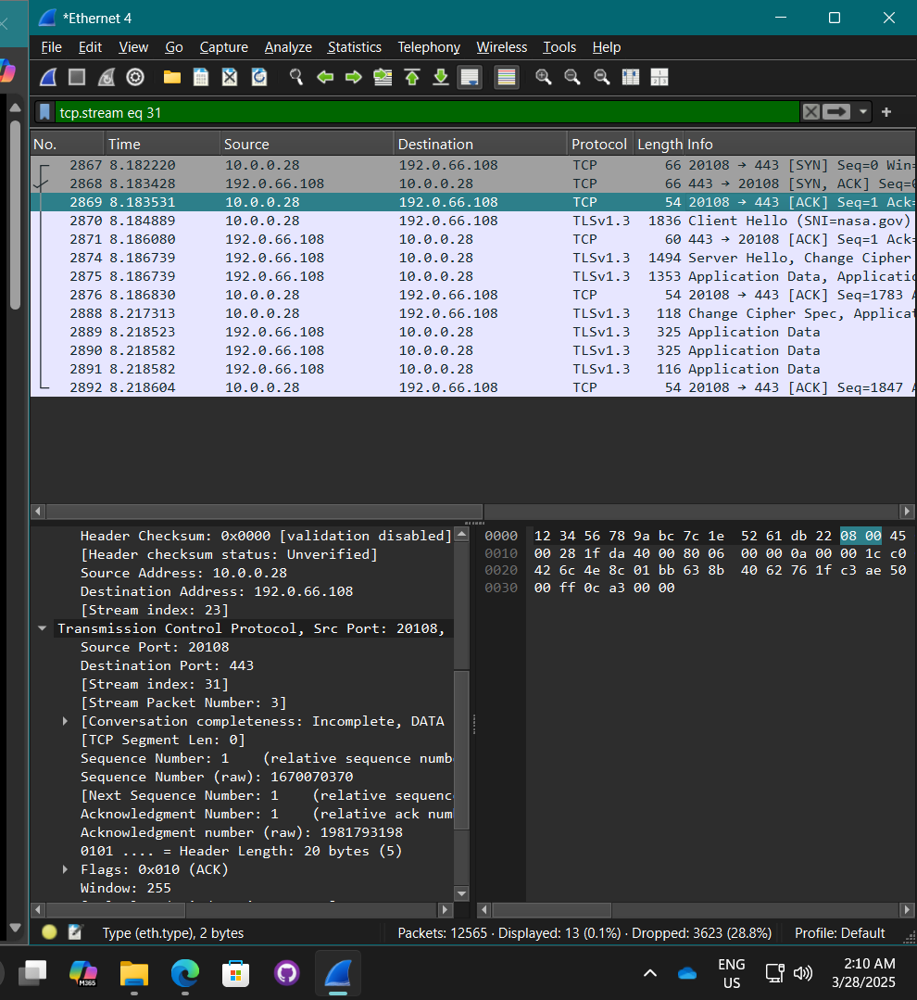 *Ethernet 4
File Edit View Go Capture Analyze Statistics Telephony Wireless Tools Help
tcp.stream eq 31
No. Time Source Destination Protocol Length Info
2867 8.182220 10.0.0.28 192.0.66.108 TCP 66 20108 → 443 [SYN] Seq=0 Win=
2868 8.183428 192.0.66.108 10.0.0.28 TCP 66 443 → 20108 [SYN, ACK] Seq=0
2869 8.183531 10.0.0.28 192.0.66.108 TCP 54 20108 → 443 [ACK] Seq=1 Ack=
2870 8.184889 10.0.0.28 192.0.66.108 TLSv1.3 1836 Client Hello (SNI=nasa.gov)
2871 8.186080 192.0.66.108 10.0.0.28 TCP 60 443 → 20108 [ACK] Seq=1 Ack=
2874 8.186739 192.0.66.108 10.0.0.28 TLSv1.3 1494 Server Hello, Change Cipher
2875 8.186739 192.0.66.108 10.0.0.28 TLSv1.3 1353 Application Data, Applicatio
2876 8.186830 10.0.0.28 192.0.66.108 TCP 54 20108 → 443 [ACK] Seq=1783 A
2888 8.217313 10.0.0.28 192.0.66.108 TLSv1.3 118 Change Cipher Spec, Applicat
2889 8.218523 192.0.66.108 10.0.0.28 TLSv1.3 325 Application Data
2890 8.218582 192.0.66.108 10.0.0.28 TLSv1.3 325 Application Data
2891 8.218582 192.0.66.108 10.0.0.28 TLSv1.3 116 Application Data
2892 8.218604 10.0.0.28 192.0.66.108 TCP 54 20108 → 443 [ACK] Seq=1847 A
Header Checksum: 0x0000 [validation disabled]
[Header checksum status: Unverified]
Source Address: 10.0.0.28
Destination Address: 192.0.66.108
[Stream index: 23]
Transmission Control Protocol, Src Port: 20108,
Source Port: 20108
Destination Port: 443
[Stream index: 31]
[Stream Packet Number: 3]
[Conversation completeness: Incomplete, DATA
[TCP Segment Len: 0]
Sequence Number: 1 (relative sequence numb
Sequence Number (raw): 1670070370
[Next Sequence Number: 1 (relative sequenc
Acknowledgment Number: 1 (relative ack num
Acknowledgment number (raw): 1981793198
0101 .... = Header Length: 20 bytes (5)
Flags: 0x010 (ACK)
Window: 255
0000 12 34 56 78 9a bc 7c 1e 52 61 db 22 08 00 45
0010 00 28 1f da 40 00 80 06 00 00 0a 00 00 1c c0
0020 42 6c 4e 8c 01 bb 63 8b 40 62 76 1f c3 ae 50
0030 00 ff 0c a3 00 00
Type (eth.type), 2 bytes
Packets: 12565 · Displayed: 13 (0.1%) · Dropped: 3623 (28.8%)
Profile: Default
M365
ENG
US
2:10 AM
3/28/2025